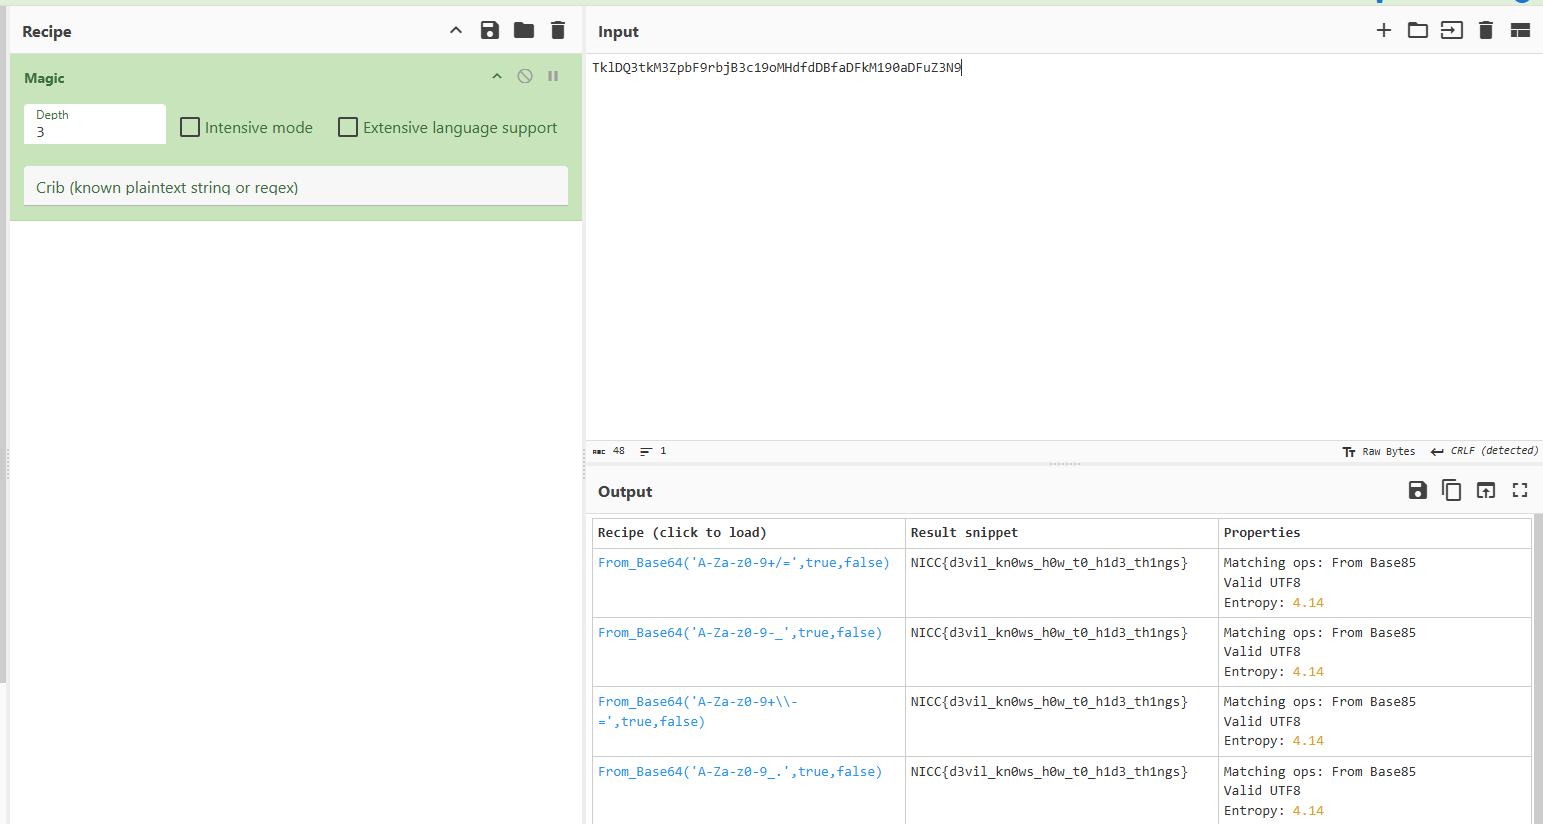 Recipe
Magic
Depth
3
Intensive mode
Extensive language support
Crib (known plaintext string or regex)
Input
TklDQ3tkM3ZpbF9rbjB3c19oMHdfdDBfaDFkM190aDFuZ3N9
ABC 48 1
Tт Raw Bytes CRLF (detected)
Output
Recipe (click to load) Result snippet Properties
From_Base64('A-Za-z0-9+/=',true,false) NICC{d3vil_kn0ws_h0w_t0_h1d3_th1ngs} Matching ops: From Base85
Valid UTF8
Entropy: 4.14
From_Base64('A-Za-z0-9-_',true,false) NICC{d3vil_kn0ws_h0w_t0_h1d3_th1ngs} Matching ops: From Base85
Valid UTF8
Entropy: 4.14
From_Base64('A-Za-z0-9+\\- NICC{d3vil_kn0ws_h0w_t0_h1d3_th1ngs} Matching ops: From Base85
=',true,false) Valid UTF8
Entropy: 4.14
From_Base64('A-Za-z0-9_.',true,false) NICC{d3vil_kn0ws_h0w_t0_h1d3_th1ngs} Matching ops: From Base85
Valid UTF8
Entropy: 4.14